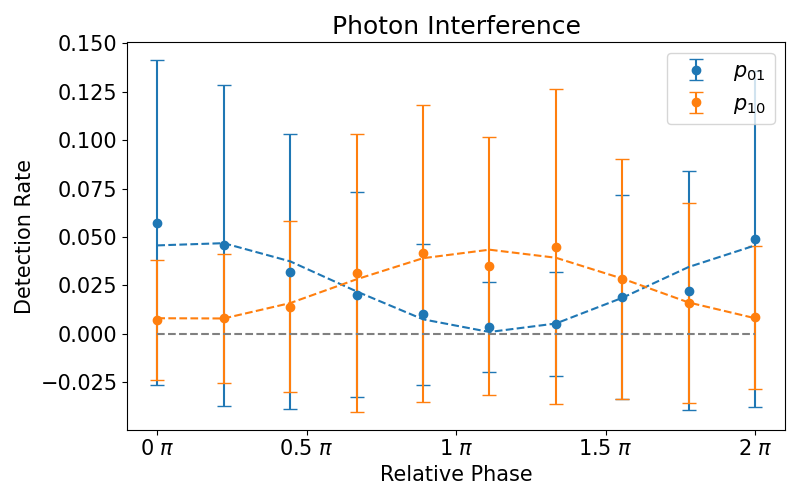 Photon Interference
0.150
0.125
0.100
0.075
0.050
0.025
0.000
−0.025
Detection Rate
p01
p10
0 π
0.5 π
1 π
1.5 π
2 π
Relative Phase